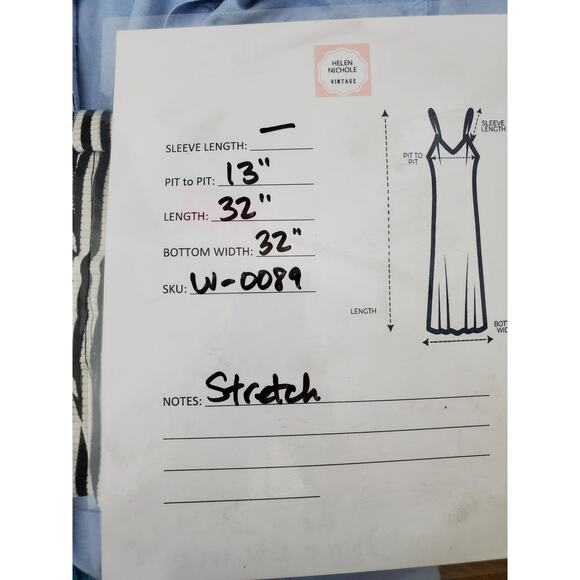 HELEN
NICHOLE
VINTAGE
SLEEVE LENGTH: —
PIT to PIT: 13"
LENGTH: 32"
BOTTOM WIDTH: 32"
SKU: W-0089
NOTES: Stretch
SLEEVE
LENGTH
PIT TO
PIT
LENGTH